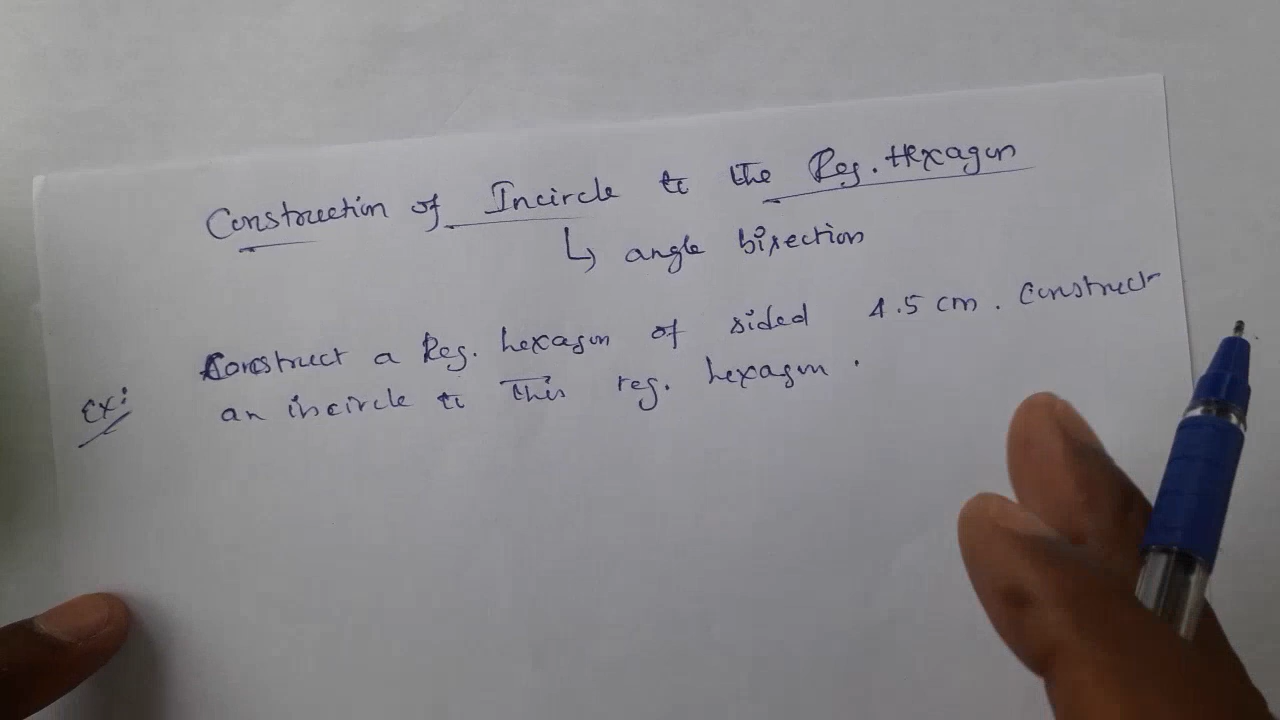 Construction of Incircle to the Reg. Hexagon
↳ angle bisection
Construct a Reg. hexagon of sided 4.5 cm. Construct
Ex: an incircle to this reg. hexagon.